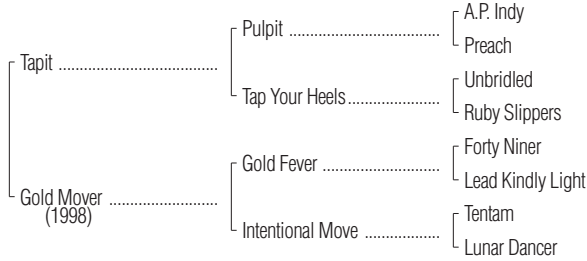 A.P. Indy
Pulpit ..............................
Preach
Tapit .........................................
Unbridled
Tap Your Heels.......................
Ruby Slippers
Forty Niner
Gold Fever .............................
Lead Kindly Light
Gold Mover ...........................
(1998)
Tentam
Intentional Move ...................
Lunar Dancer